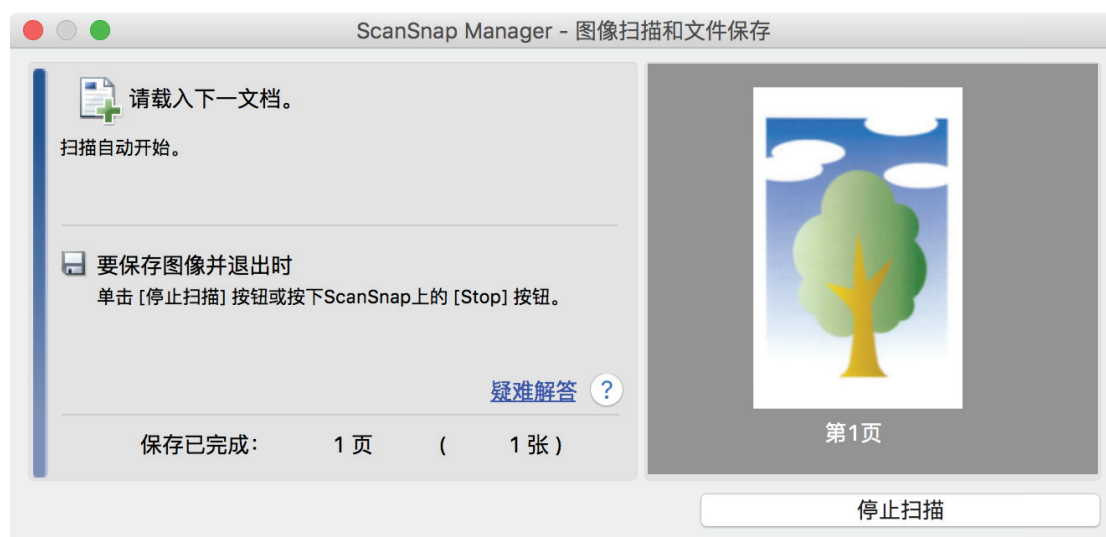 ScanSnap Manager - 图像扫描和文件保存
请载入下一文档。
扫描自动开始。
要保存图像并退出时
单击 [停止扫描] 按钮或按下ScanSnap上的 [Stop] 按钮。
疑难解答 ?
保存已完成: 1 页 ( 1 张 )
第1页
停止扫描